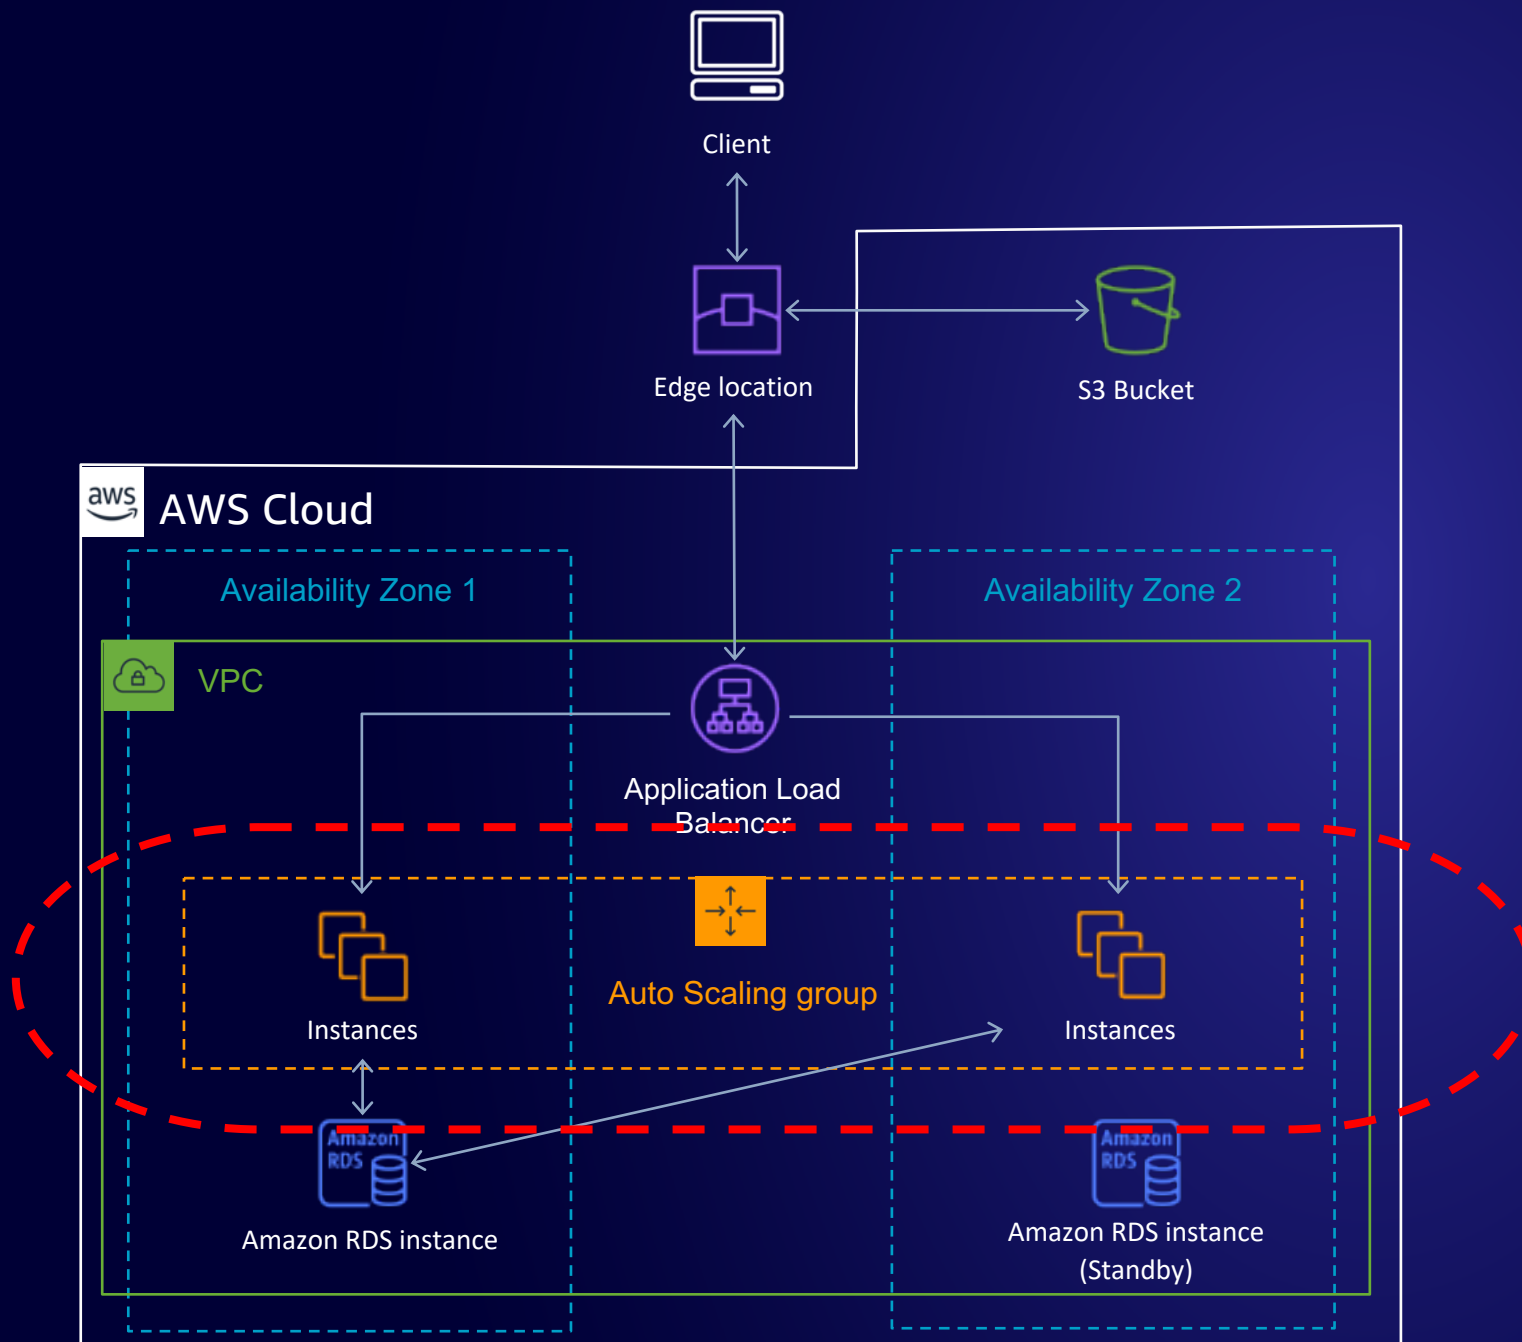 Client
Edge location
S3 Bucket
aws
AWS Cloud
Availability Zone 1
Availability Zone 2
VPC
Application Load
Balancer
Auto Scaling group
Instances
Instances
Amazon
RDS
Amazon
RDS
Amazon RDS instance
Amazon RDS instance
(Standby)